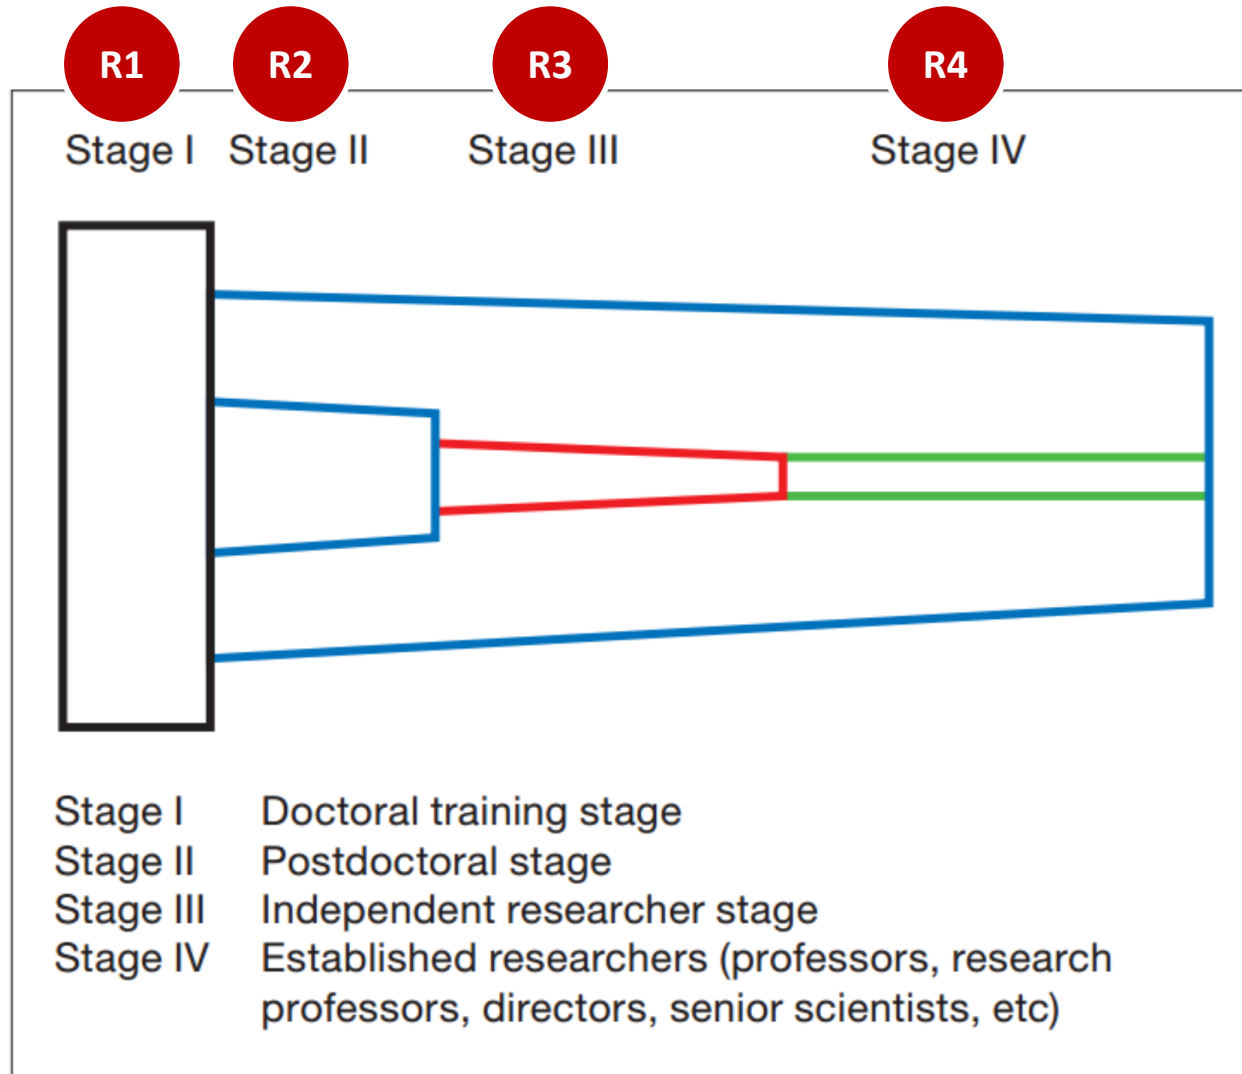 R1 R2 R3 R4
Stage I Stage II Stage III Stage IV
Stage I Doctoral training stage
Stage II Postdoctoral stage
Stage III Independent researcher stage
Stage IV Established researchers (professors, research
professors, directors, senior scientists, etc)